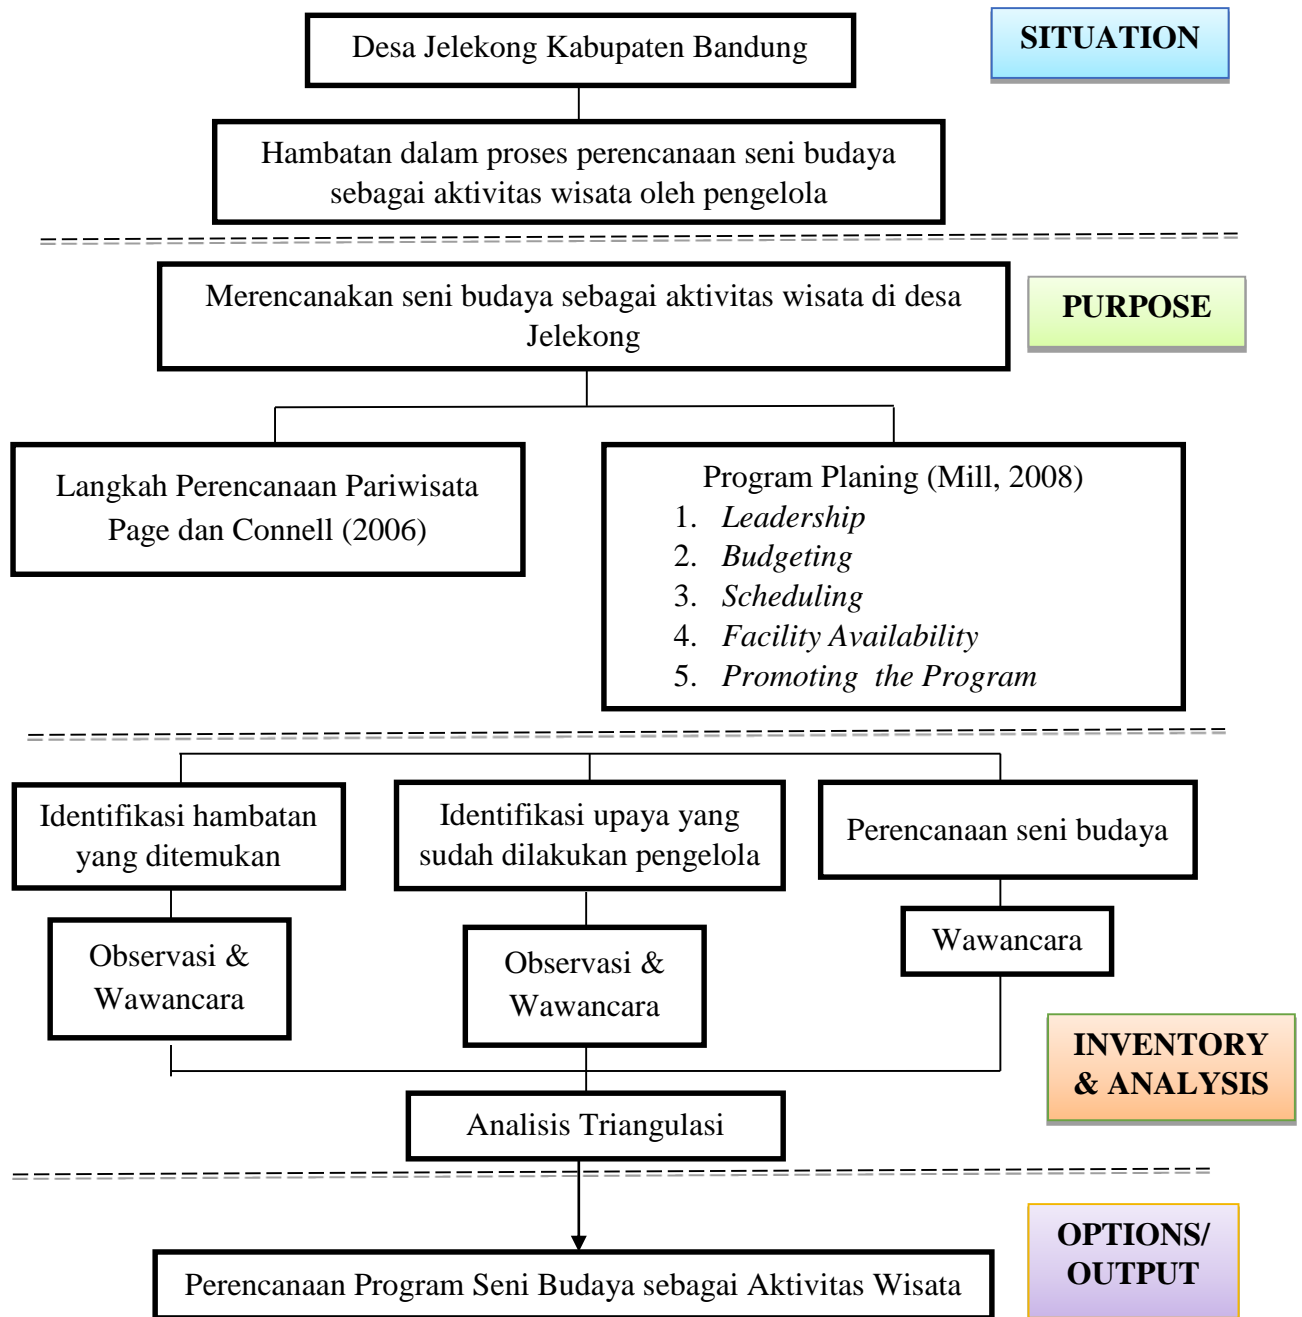 Desa Jelekong Kabupaten Bandung
SITUATION
Hambatan dalam proses perencanaan seni budaya
sebagai aktivitas wisata oleh pengelola
Merencanakan seni budaya sebagai aktivitas wisata di desa
Jelekong
PURPOSE
Langkah Perencanaan Pariwisata
Page dan Connell (2006)
Program Planing (Mill, 2008)
1. Leadership
2. Budgeting
3. Scheduling
4. Facility Availability
5. Promoting the Program
Identifikasi hambatan
yang ditemukan
Identifikasi upaya yang
sudah dilakukan pengelola
Perencanaan seni budaya
Observasi &
Wawancara
Observasi &
Wawancara
Wawancara
INVENTORY
& ANALYSIS
Analisis Triangulasi
OPTIONS/
OUTPUT
Perencanaan Program Seni Budaya sebagai Aktivitas Wisata